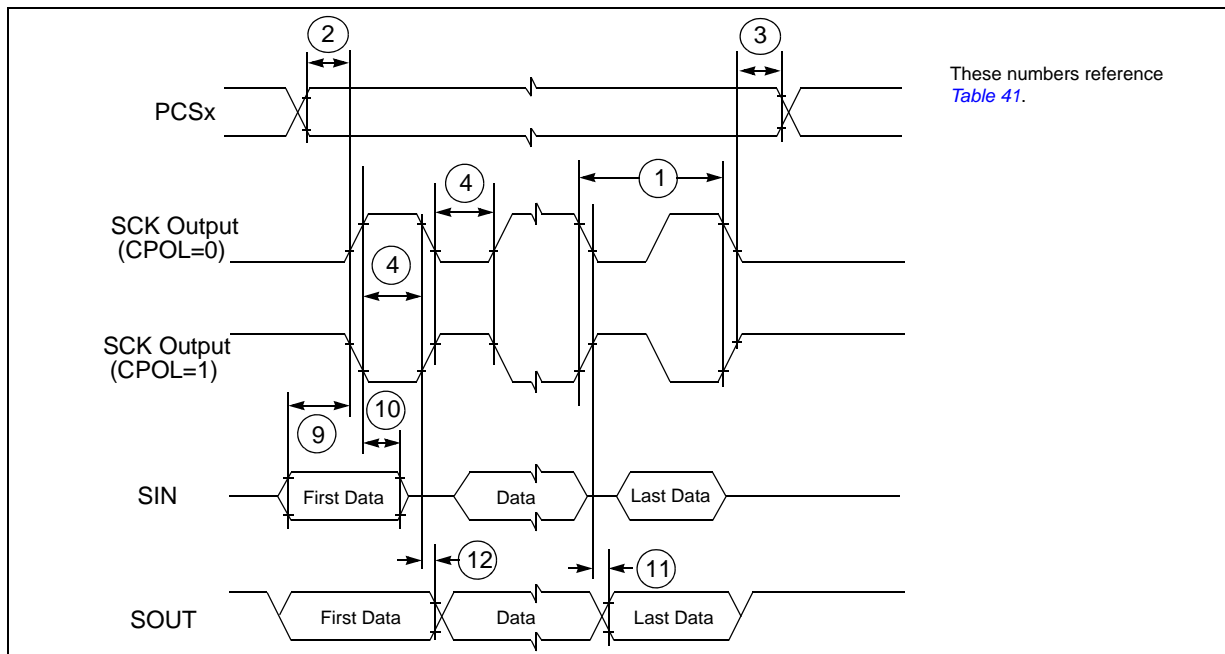 2
3
These numbers reference
Table 41.
PCSx
4
1
SCK Output
(CPOL=0)
4
SCK Output
(CPOL=1)
10
9
SIN
First Data
Data
Last Data
12
11
SOUT
First Data
Data
Last Data